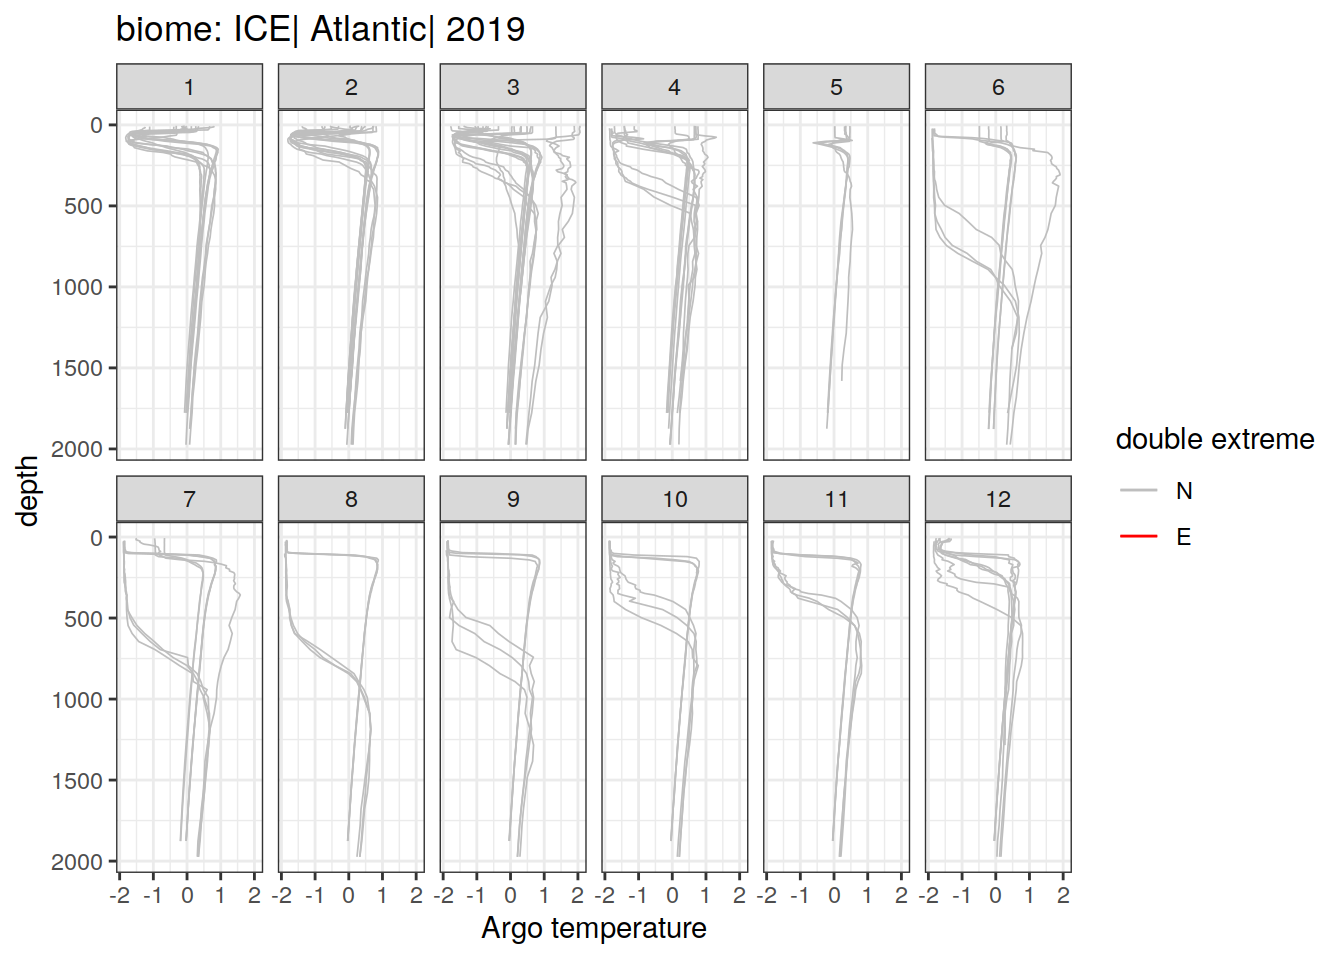 biome: ICE| Atlantic| 2019
1 2 3 4 5 6
0
500
1000
1500
2000
7 8 9 10 11 12
0
500
1000
1500
2000
-2 -1 0 1 2 -2 -1 0 1 2 -2 -1 0 1 2 -2 -1 0 1 2 -2 -1 0 1 2 -2 -1 0 1 2
Argo temperature
depth
double extreme
N
E